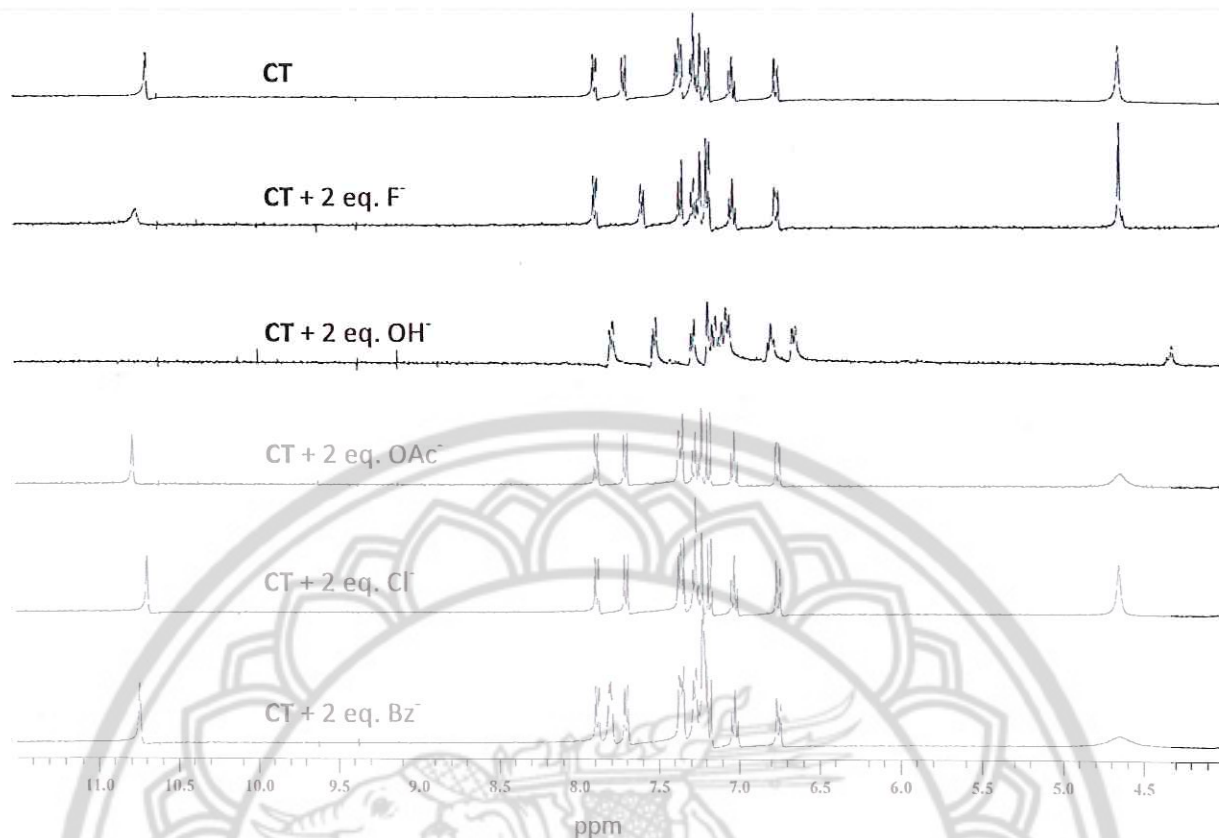 CT
CT + 2 eq. F⁻
CT + 2 eq. OH⁻
CT + 2 eq. OAc⁻
CT + 2 eq. Cl⁻
CT + 2 eq. Bz⁻
11.0 10.5 10.0 9.5 9.0 8.5 8.0 7.5 7.0 6.5 6.0 5.5 5.0 4.5
ppm